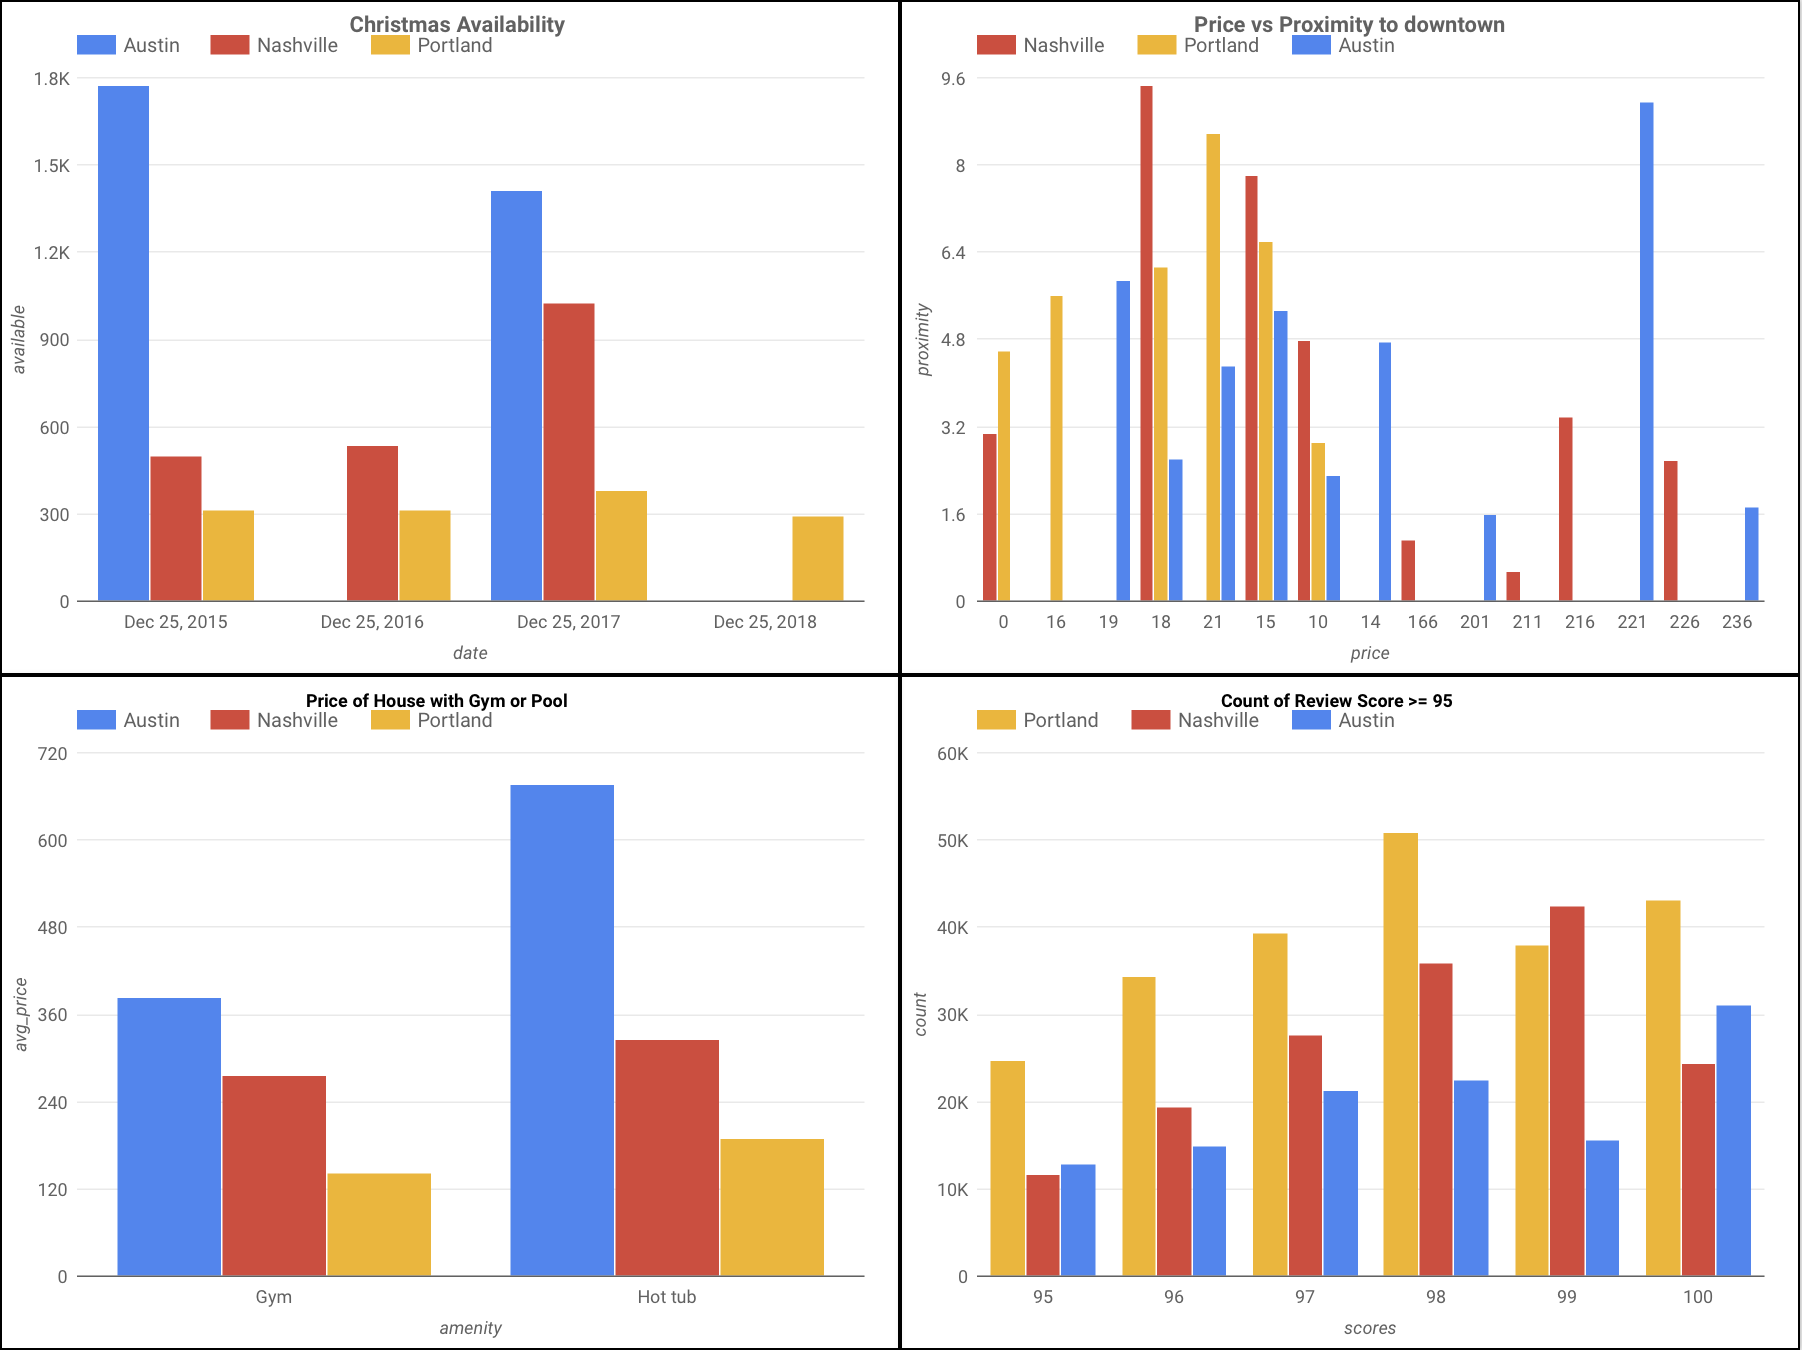 Christmas Availability
Austin Nashville Portland
1.8K
1.5K
1.2K
900
600
300
0
available
Dec 25, 2015 Dec 25, 2016 Dec 25, 2017 Dec 25, 2018
date
Price vs Proximity to downtown
Nashville Portland Austin
9.6
8
6.4
4.8
3.2
1.6
0
proximity
0 16 19 18 21 15 10 14 166 201 211 216 221 226 236
price
Price of House with Gym or Pool
Austin Nashville Portland
720
600
480
360
240
120
0
avg_price
Gym Hot tub
amenity
Count of Review Score >= 95
Portland Nashville Austin
60K
50K
40K
30K
20K
10K
0
count
95 96 97 98 99 100
scores